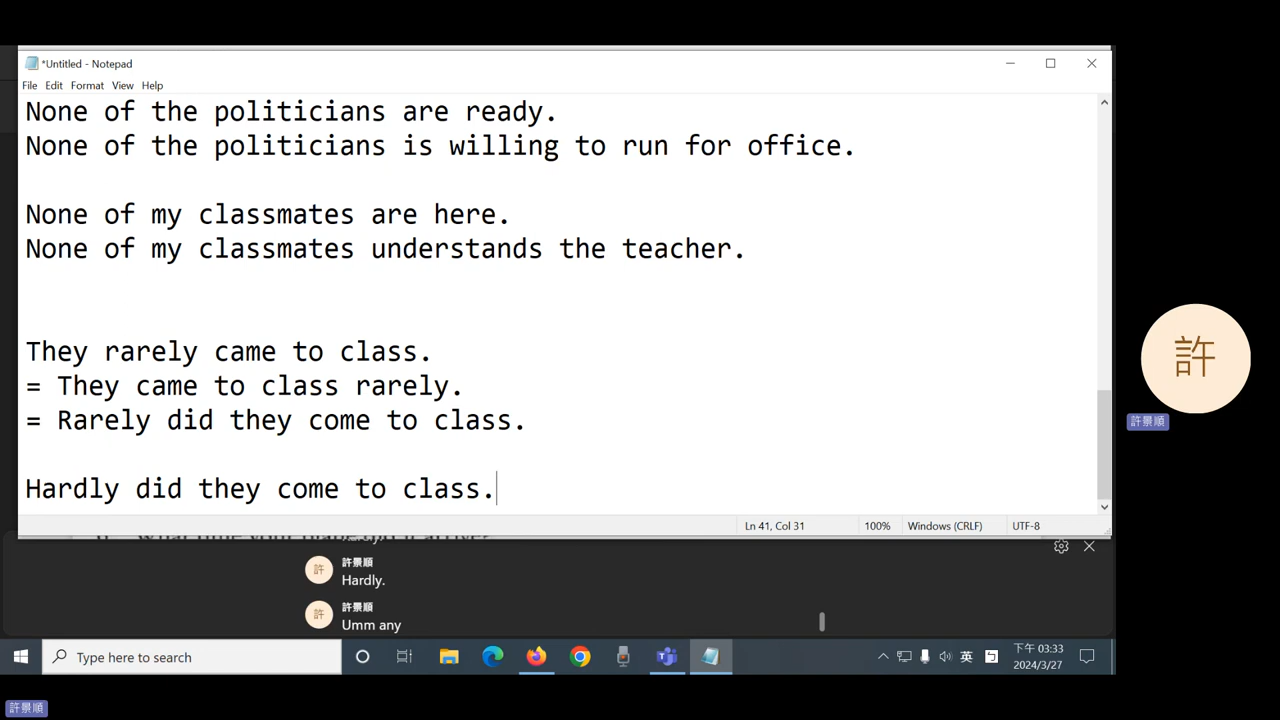 *Untitled - Notepad
File Edit Format View Help
None of the politicians are ready.
None of the politicians is willing to run for office.
None of my classmates are here.
None of my classmates understands the teacher.
They rarely came to class.
= They came to class rarely.
= Rarely did they come to class.
Hardly did they come to class.
Ln 41, Col 31 100% Windows (CRLF) UTF-8
許景順
Hardly.
許景順
Umm any
許
許
許
許景順
Type here to search
英
下午 03:33
2024/3/27
許景順